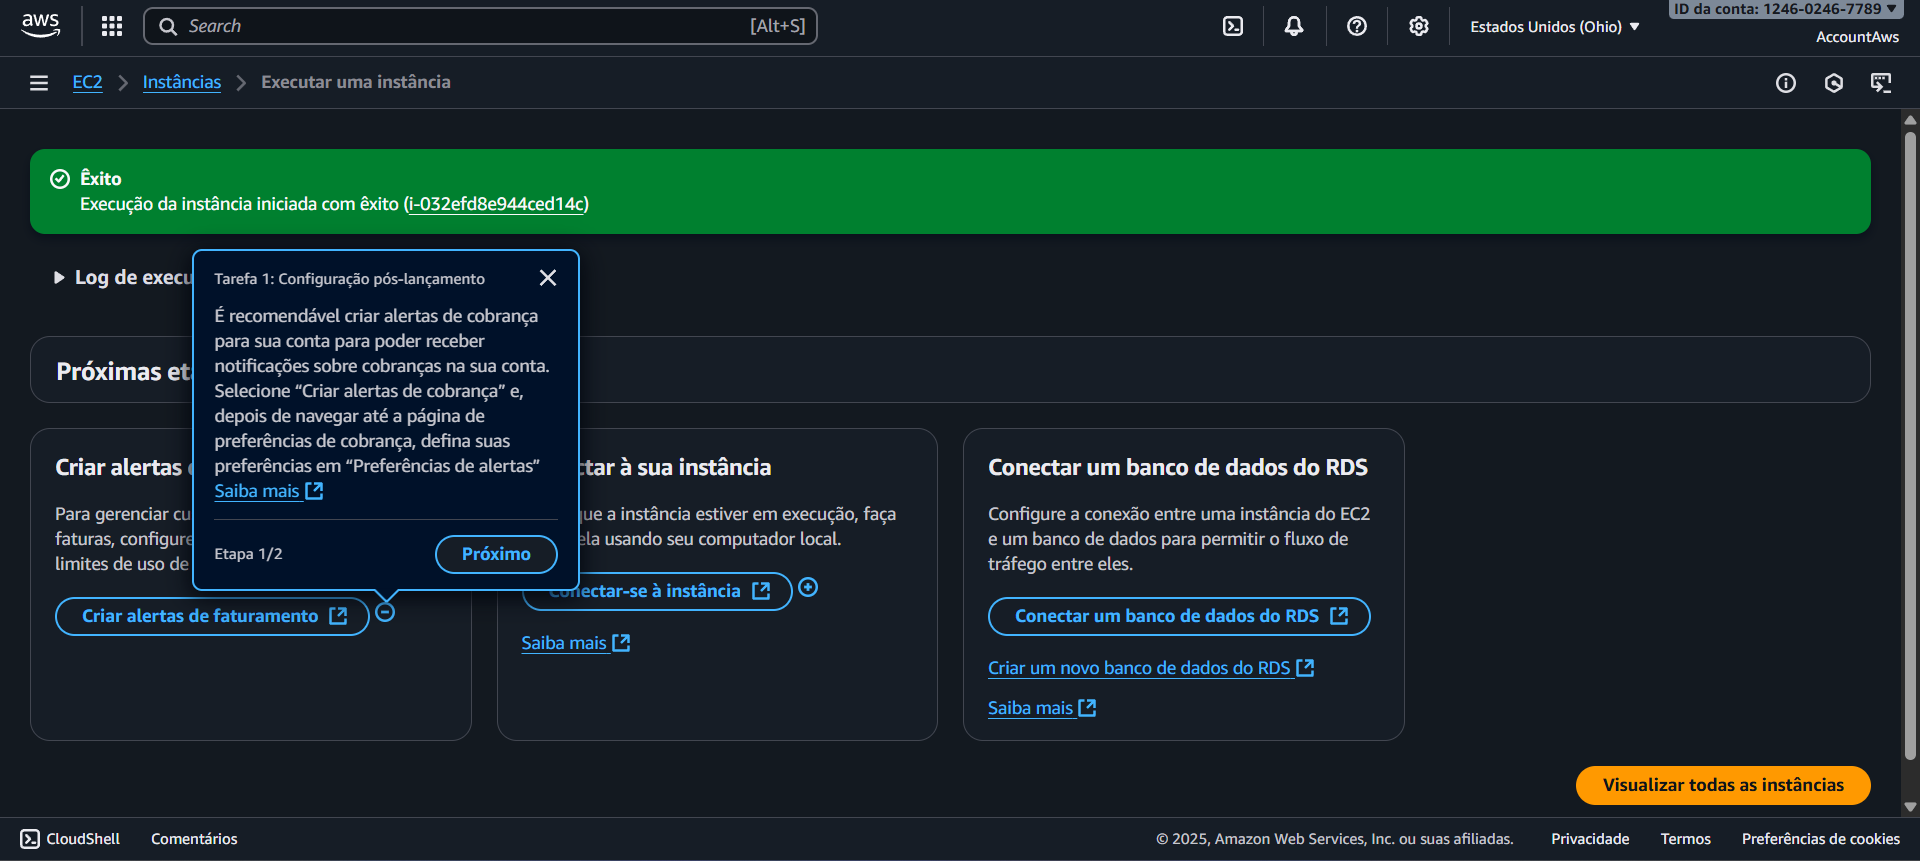 aws
Search
[Alt+S]
Estados Unidos (Ohio)
ID da conta: 1246-0246-7789
AccountAws
EC2
Instâncias
Executar uma instância
Êxito
Execução da instância iniciada com êxito (i-032efd8e944ced14c)
Log de execu
Tarefa 1: Configuração pós-lançamento
É recomendável criar alertas de cobrança
para sua conta para poder receber
notificações sobre cobranças na sua conta.
Selecione “Criar alertas de cobrança” e,
depois de navegar até a página de
preferências de cobrança, defina suas
preferências em “Preferências de alertas”
Saiba mais
Etapa 1/2
Próximo
Próximas eta
Criar alertas
Para gerenciar cu
faturas, configure
limites de uso de
Criar alertas de faturamento
ctar à sua instância
que a instância estiver em execução, faça
ela usando seu computador local.
Conectar-se à instância
Saiba mais
Conectar um banco de dados do RDS
Configure a conexão entre uma instância do EC2
e um banco de dados para permitir o fluxo de
tráfego entre eles.
Conectar um banco de dados do RDS
Criar um novo banco de dados do RDS
Saiba mais
Visualizar todas as instâncias
CloudShell
Comentários
© 2025, Amazon Web Services, Inc. ou suas afiliadas.
Privacidade
Termos
Preferências de cookies